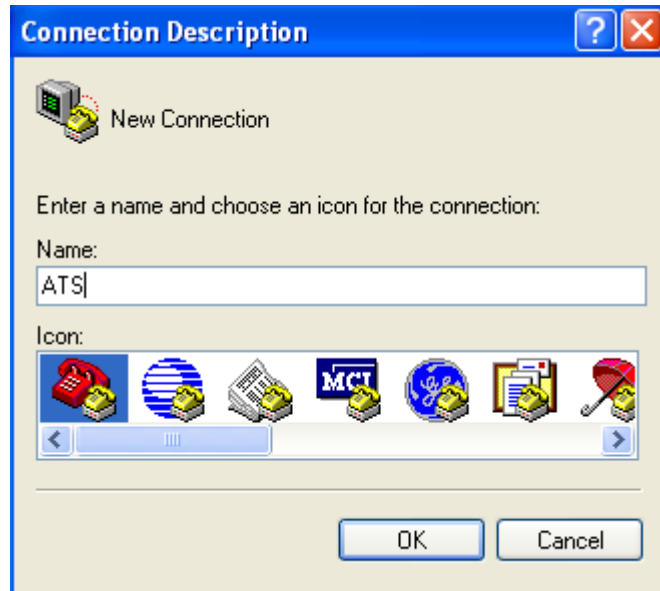 Connection Description
New Connection
Enter a name and choose an icon for the connection:
Name:
ATS
Icon:
MCI
OK
Cancel